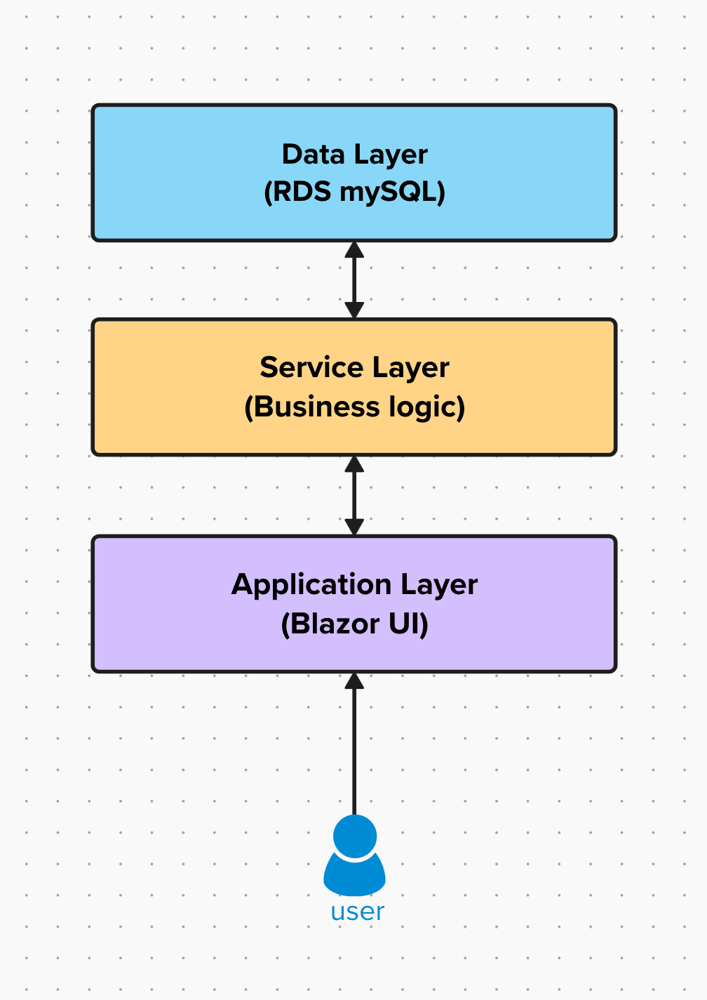 Data Layer
(RDS mySQL)
Service Layer
(Business logic)
Application Layer
(Blazor UI)
user